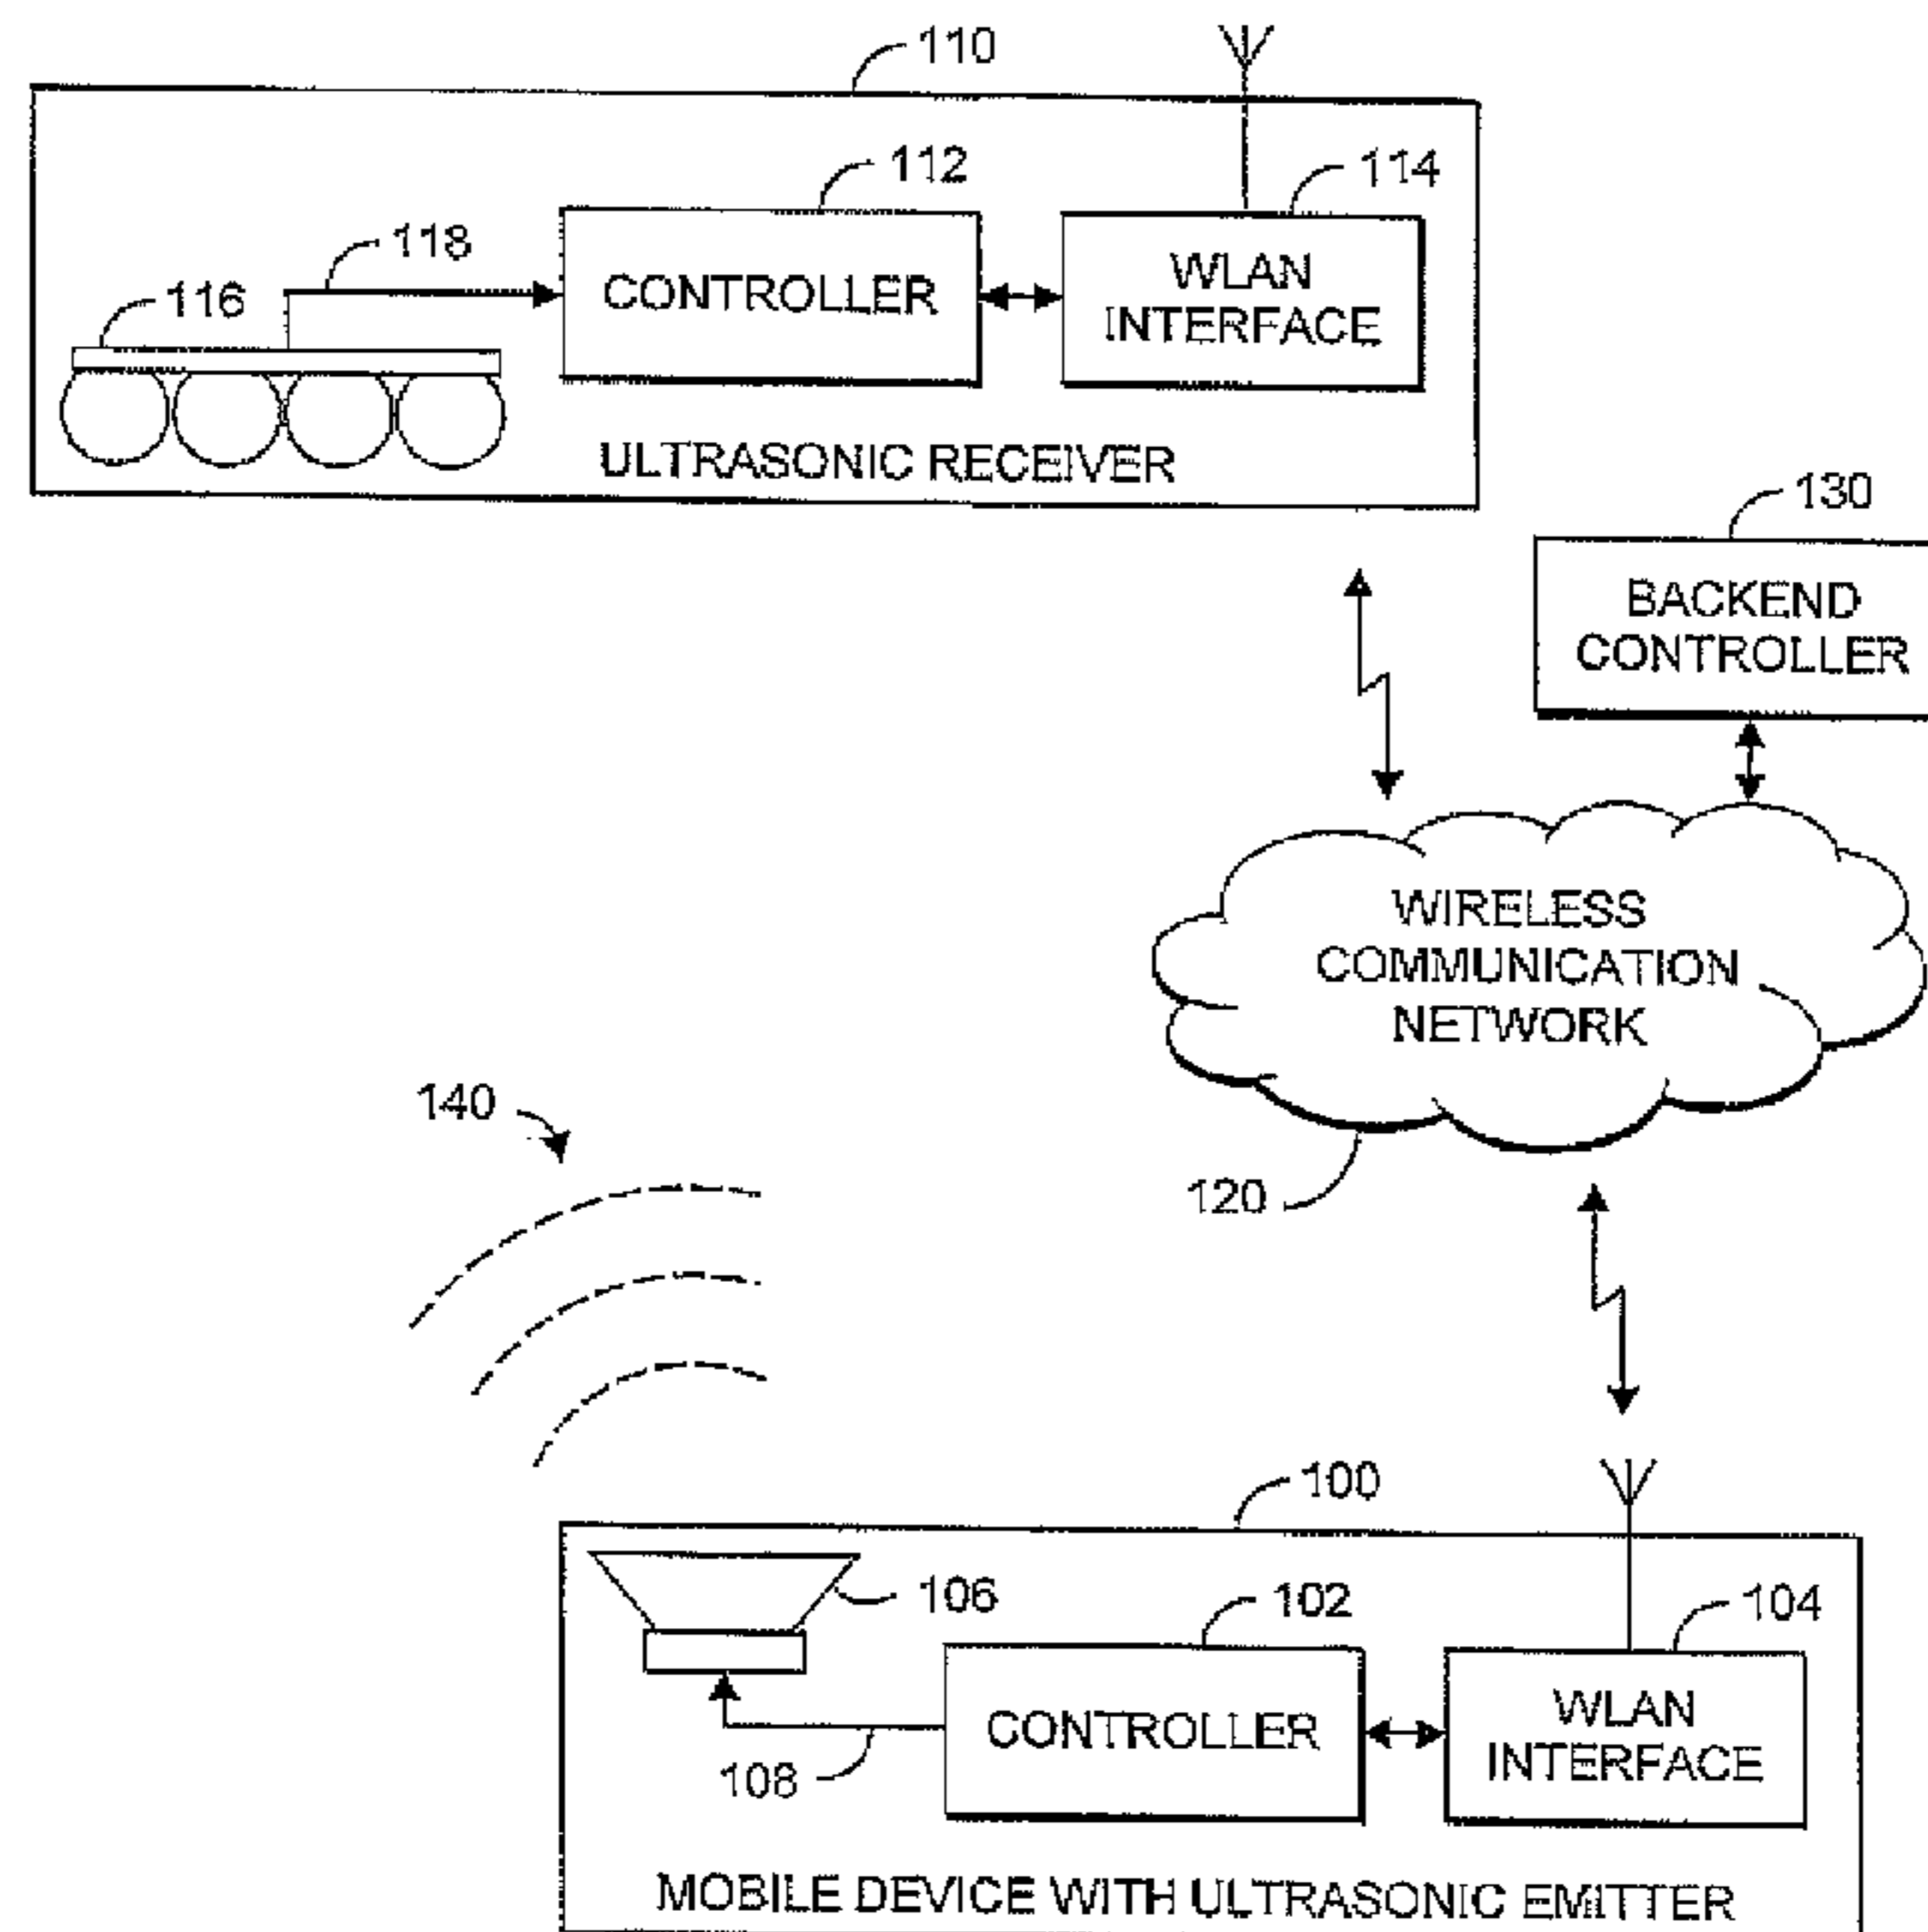 110
112
114
118
116
CONTROLLER
WLAN
INTERFACE
ULTRASONIC RECEIVER
130
BACKEND
CONTROLLER
WIRELESS
COMMUNICATION
NETWORK
140
120
100
106
102
104
CONTROLLER
WLAN
INTERFACE
108
MOBILE DEVICE WITH ULTRASONIC EMITTER